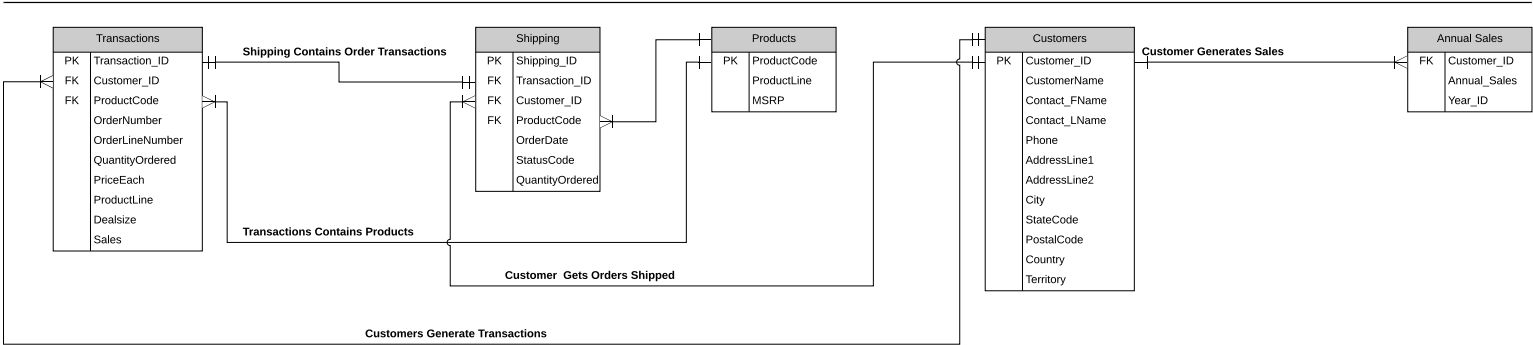 Transactions
PK Transaction_ID
FK Customer_ID
FK ProductCode
OrderNumber
OrderLineNumber
QuantityOrdered
PriceEach
ProductLine
Dealsize
Sales
Shipping Contains Order Transactions
Shipping
PK Shipping_ID
FK Transaction_ID
FK Customer_ID
FK ProductCode
OrderDate
StatusCode
QuantityOrdered
Products
PK ProductCode
ProductLine
MSRP
Customers
PK Customer_ID
CustomerName
Contact_FName
Contact_LName
Phone
AddressLine1
AddressLine2
City
StateCode
PostalCode
Country
Territory
Customer Generates Sales
Annual Sales
FK Customer_ID
Annual_Sales
Year_ID
Transactions Contains Products
Customer  Gets Orders Shipped
Customers Generate Transactions